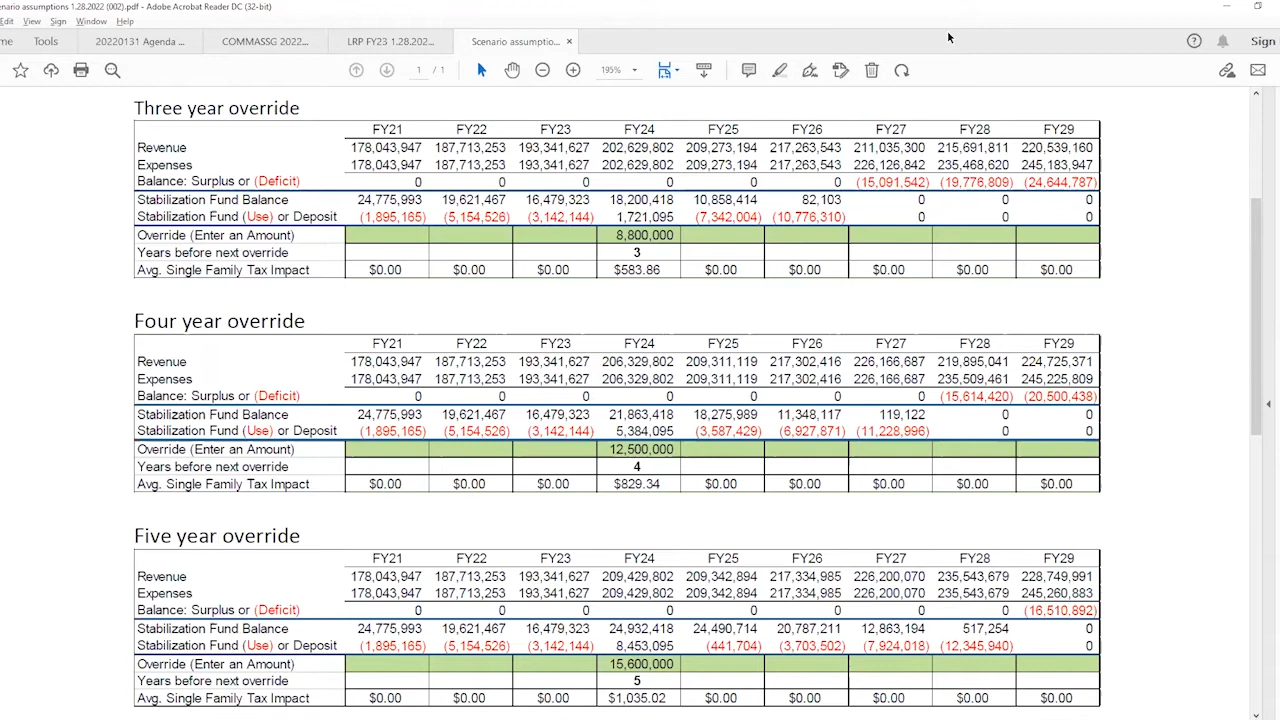 enario assumptions 1.28.2022 (002).pdf - Adobe Acrobat Reader DC (32-bit)
Edit View Sign Window Help
me Tools 20220131 Agenda ... COMMASSG 2022... LRP FY23 1.28.202... Scenario assumptio... × Sign
1 / 1 195%
Three year override
FY21 FY22 FY23 FY24 FY25 FY26 FY27 FY28 FY29
Revenue 178,043,947 187,713,253 193,341,627 202,629,802 209,273,194 217,263,543 211,035,300 215,691,811 220,539,160
Expenses 178,043,947 187,713,253 193,341,627 202,629,802 209,273,194 217,263,543 226,126,842 235,468,620 245,183,947
Balance: Surplus or (Deficit) 0 0 0 0 0 0 (15,091,542) (19,776,809) (24,644,787)
Stabilization Fund Balance 24,775,993 19,621,467 16,479,323 18,200,418 10,858,414 82,103 0 0 0
Stabilization Fund (Use) or Deposit (1,895,165) (5,154,526) (3,142,144) 1,721,095 (7,342,004) (10,776,310) 0 0 0
Override (Enter an Amount) 8,800,000
Years before next override 3
Avg. Single Family Tax Impact $0.00 $0.00 $0.00 $583.86 $0.00 $0.00 $0.00 $0.00 $0.00
Four year override
FY21 FY22 FY23 FY24 FY25 FY26 FY27 FY28 FY29
Revenue 178,043,947 187,713,253 193,341,627 206,329,802 209,311,119 217,302,416 226,166,687 219,895,041 224,725,371
Expenses 178,043,947 187,713,253 193,341,627 206,329,802 209,311,119 217,302,416 226,166,687 235,509,461 245,225,809
Balance: Surplus or (Deficit) 0 0 0 0 0 0 0 (15,614,420) (20,500,438)
Stabilization Fund Balance 24,775,993 19,621,467 16,479,323 21,863,418 18,275,989 11,348,117 119,122 0 0
Stabilization Fund (Use) or Deposit (1,895,165) (5,154,526) (3,142,144) 5,384,095 (3,587,429) (6,927,871) (11,228,996) 0 0
Override (Enter an Amount) 12,500,000
Years before next override 4
Avg. Single Family Tax Impact $0.00 $0.00 $0.00 $829.34 $0.00 $0.00 $0.00 $0.00 $0.00
Five year override
FY21 FY22 FY23 FY24 FY25 FY26 FY27 FY28 FY29
Revenue 178,043,947 187,713,253 193,341,627 209,429,802 209,342,894 217,334,985 226,200,070 235,543,679 228,749,991
Expenses 178,043,947 187,713,253 193,341,627 209,429,802 209,342,894 217,334,985 226,200,070 235,543,679 245,260,883
Balance: Surplus or (Deficit) 0 0 0 0 0 0 0 0 (16,510,892)
Stabilization Fund Balance 24,775,993 19,621,467 16,479,323 24,932,418 24,490,714 20,787,211 12,863,194 517,254 0
Stabilization Fund (Use) or Deposit (1,895,165) (5,154,526) (3,142,144) 8,453,095 (441,704) (3,703,502) (7,924,018) (12,345,940) 0
Override (Enter an Amount) 15,600,000
Years before next override 5
Avg. Single Family Tax Impact $0.00 $0.00 $0.00 $1,035.02 $0.00 $0.00 $0.00 $0.00 $0.00